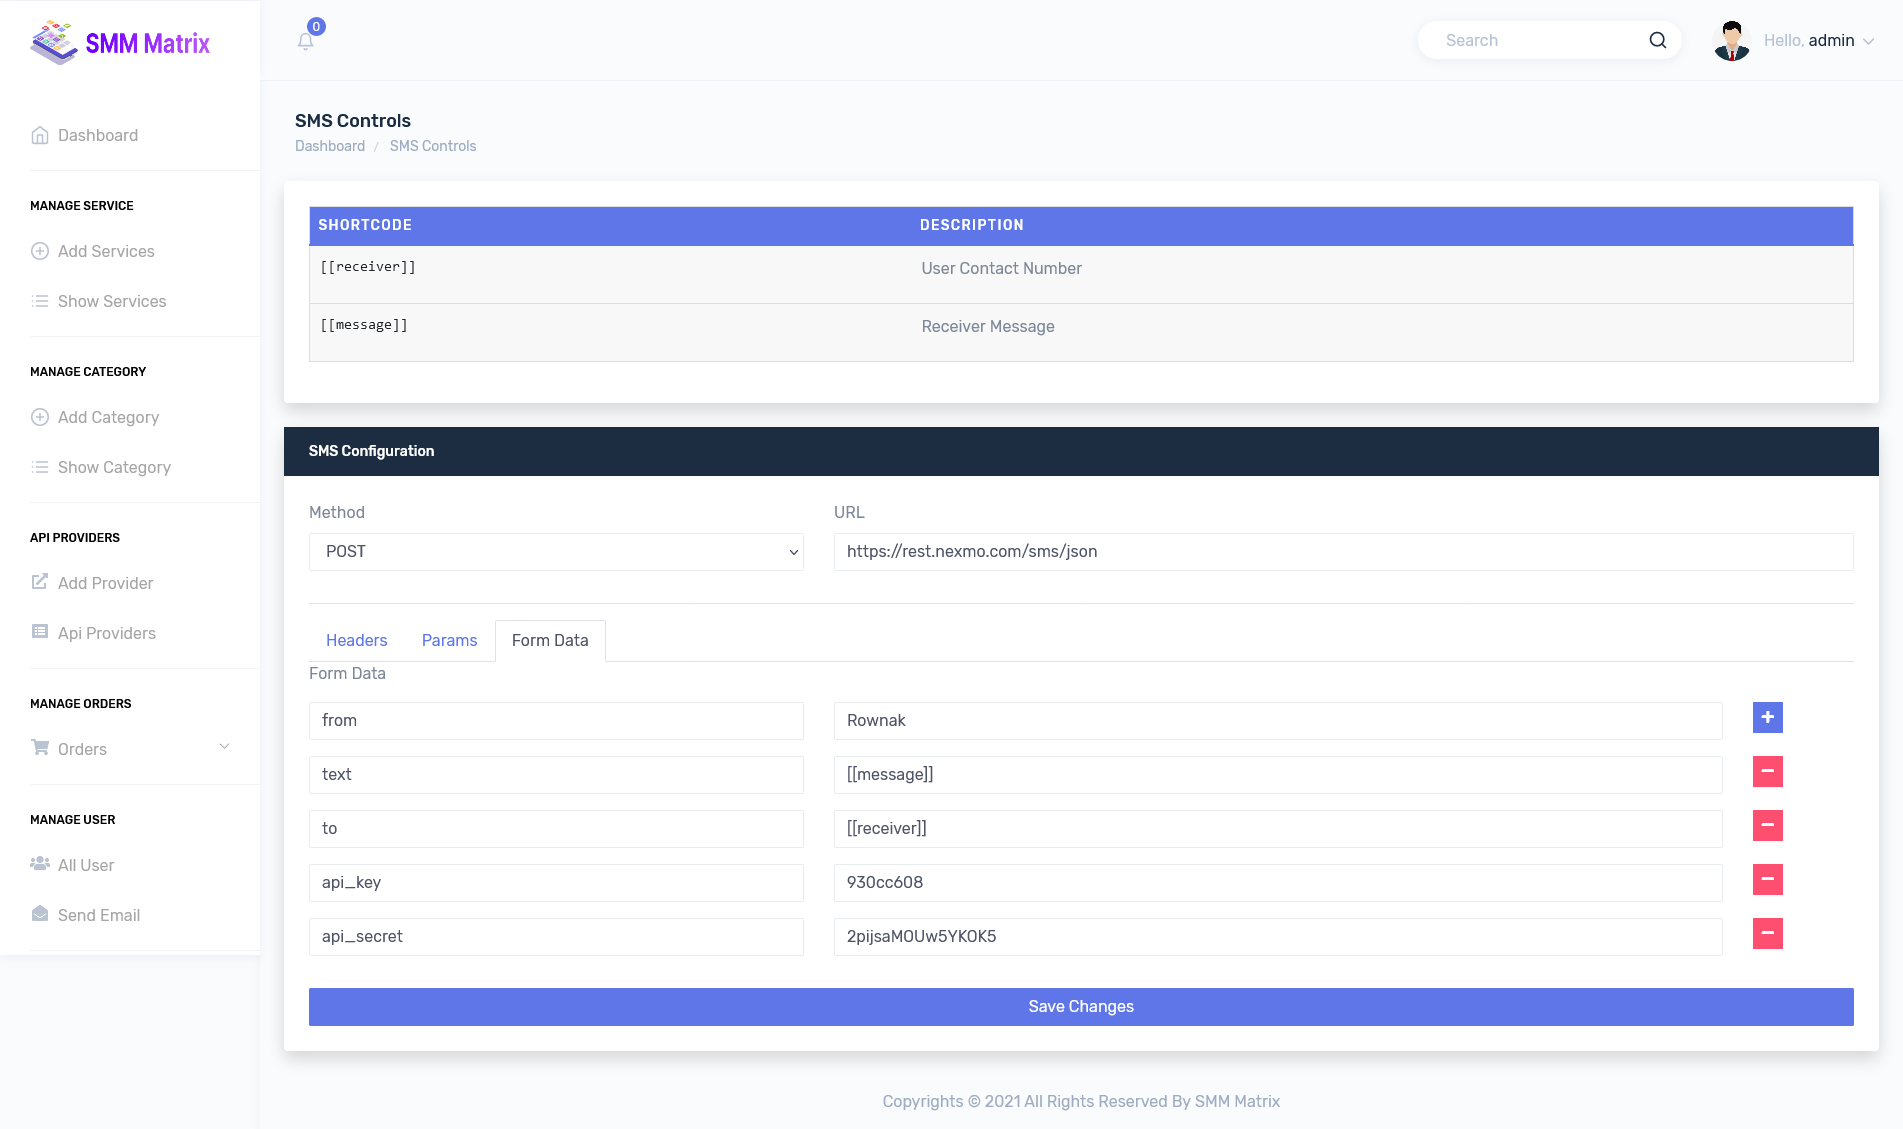 SMM Matrix
0
Search
Hello, admin
Dashboard
MANAGE SERVICE
Add Services
Show Services
MANAGE CATEGORY
Add Category
Show Category
API PROVIDERS
Add Provider
Api Providers
MANAGE ORDERS
Orders
MANAGE USER
All User
Send Email
SMS Controls
Dashboard / SMS Controls
SHORTCODE DESCRIPTION
[[receiver]] User Contact Number
[[message]] Receiver Message
SMS Configuration
Method URL
POST https://rest.nexmo.com/sms/json
Headers Params Form Data
Form Data
from Rownak
text [[message]]
to [[receiver]]
api_key 930cc608
api_secret 2pijsaMOUw5YKOK5
Save Changes
Copyrights © 2021 All Rights Reserved By SMM Matrix